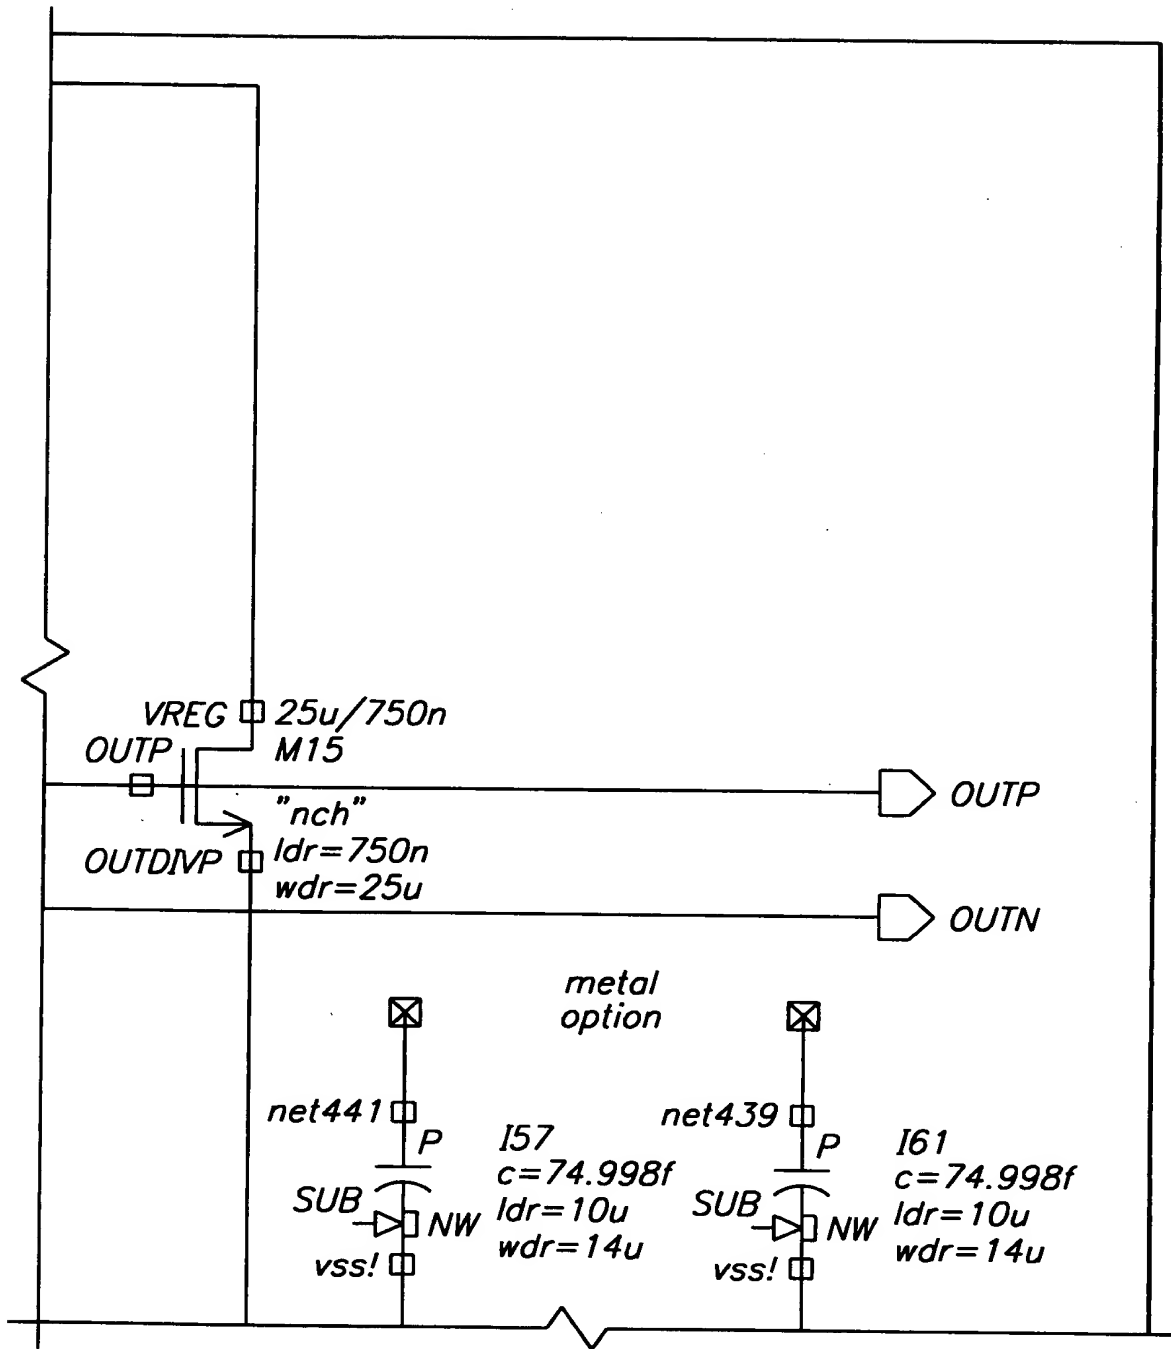 VREG 25u/750n
OUTP M15
OUTP
"nch"
OUTDIVP ldr=750n
wdr=25u
OUTN
metal
option
net441
P
I57
c=74.998f
SUB
NW
ldr=10u
wdr=14u
vss!
net439
P
I61
c=74.998f
SUB
NW
ldr=10u
wdr=14u
vss!